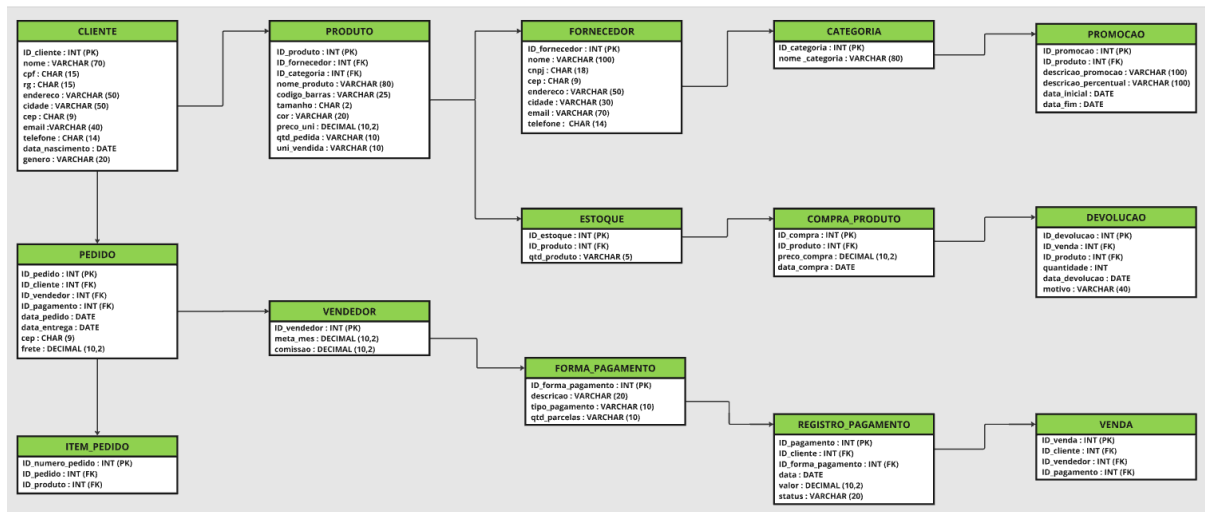 CLIENTE
ID_cliente : INT (PK)
nome : VARCHAR (70)
cpf : CHAR (15)
rg : CHAR (15)
endereco : VARCHAR (50)
cidade : VARCHAR (50)
cep : CHAR (9)
email :VARCHAR (40)
telefone : CHAR (14)
data_nascimento : DATE
genero : VARCHAR (20)
PRODUTO
ID_produto : INT (PK)
ID_fornecedor : INT (FK)
ID_categoria : INT (FK)
nome_produto : VARCHAR (80)
codigo_barras : VARCHAR (25)
tamanho : CHAR (2)
cor : VARCHAR (20)
preco_uni : DECIMAL (10,2)
qtd_pedida : VARCHAR (10)
uni_vendida : VARCHAR (10)
FORNECEDOR
ID_fornecedor : INT (PK)
nome : VARCHAR (100)
cnpj : CHAR (18)
cep : CHAR (9)
endereco : VARCHAR (50)
cidade : VARCHAR (30)
email : VARCHAR (70)
telefone :  CHAR (14)
CATEGORIA
ID_categoria : INT (PK)
nome _categoria : VARCHAR (80)
PROMOCAO
ID_promocao : INT (PK)
ID_produto : INT (FK)
descricao_promocao : VARCHAR (100)
descricao_percentual : VARCHAR (100)
data_inicial : DATE
data_fim : DATE
ESTOQUE
ID_estoque : INT (PK)
ID_produto : INT (FK)
qtd_produto : VARCHAR (5)
COMPRA_PRODUTO
ID_compra : INT (PK)
ID_produto : INT (FK)
preco_compra : DECIMAL (10,2)
data_compra : DATE
DEVOLUCAO
ID_devolucao : INT (PK)
ID_venda : INT (FK)
ID_produto : INT (FK)
quantidade : INT
data_devolucao : DATE
motivo : VARCHAR (40)
PEDIDO
ID_pedido : INT (PK)
ID_cliente : INT (FK)
ID_vendedor : INT (FK)
ID_pagamento : INT (FK)
data_pedido : DATE
data_entrega : DATE
cep : CHAR (9)
frete : DECIMAL (10,2)
VENDEDOR
ID_vendedor : INT (PK)
meta_mes : DECIMAL (10,2)
comissao : DECIMAL (10,2)
FORMA_PAGAMENTO
ID_forma_pagamento : INT (PK)
descricao : VARCHAR (20)
tipo_pagamento : VARCHAR (10)
qtd_parcelas : VARCHAR (10)
REGISTRO_PAGAMENTO
ID_pagamento : INT (PK)
ID_cliente : INT (FK)
ID_forma_pagamento : INT (FK)
data : DATE
valor : DECIMAL (10,2)
status : VARCHAR (20)
VENDA
ID_venda : INT (PK)
ID_cliente : INT (FK)
ID_vendedor : INT (FK)
ID_pagamento : INT (FK)
ITEM_PEDIDO
ID_numero_pedido : INT (PK)
ID_pedido : INT (FK)
ID_produto : INT (FK)